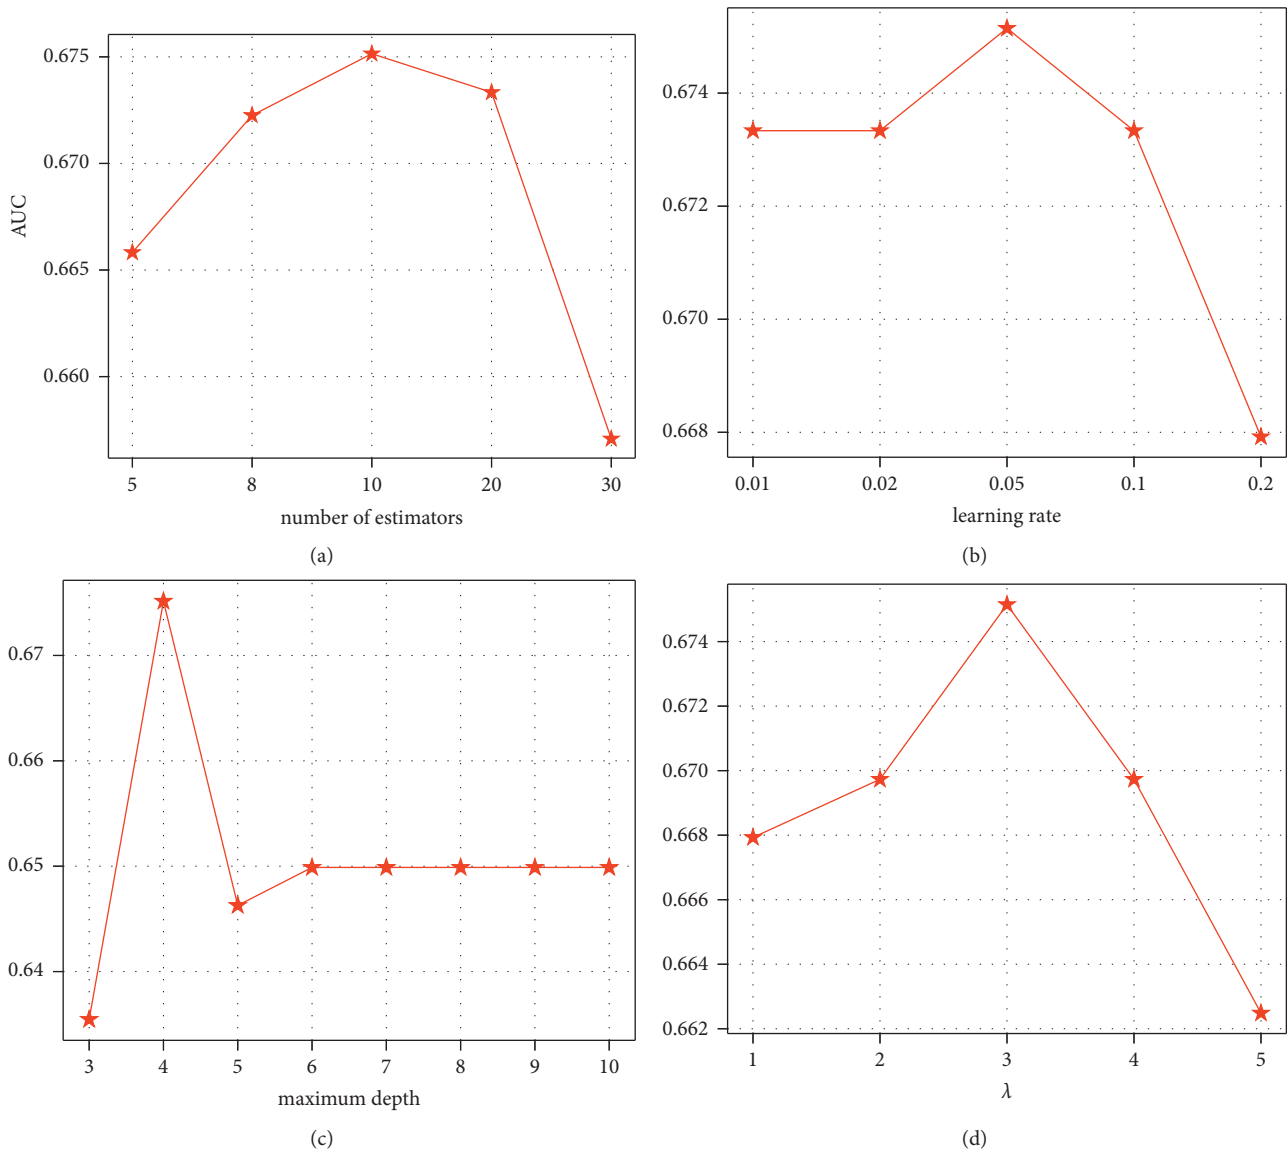 AUC
0.675
0.670
0.665
0.660
5 8 10 20 30
number of estimators
(a)
0.674
0.672
0.670
0.668
0.01 0.02 0.05 0.1 0.2
learning rate
(b)
0.67
0.66
0.65
0.64
3 4 5 6 7 8 9 10
maximum depth
(c)
0.674
0.672
0.670
0.668
0.666
0.664
0.662
1 2 3 4 5
λ
(d)